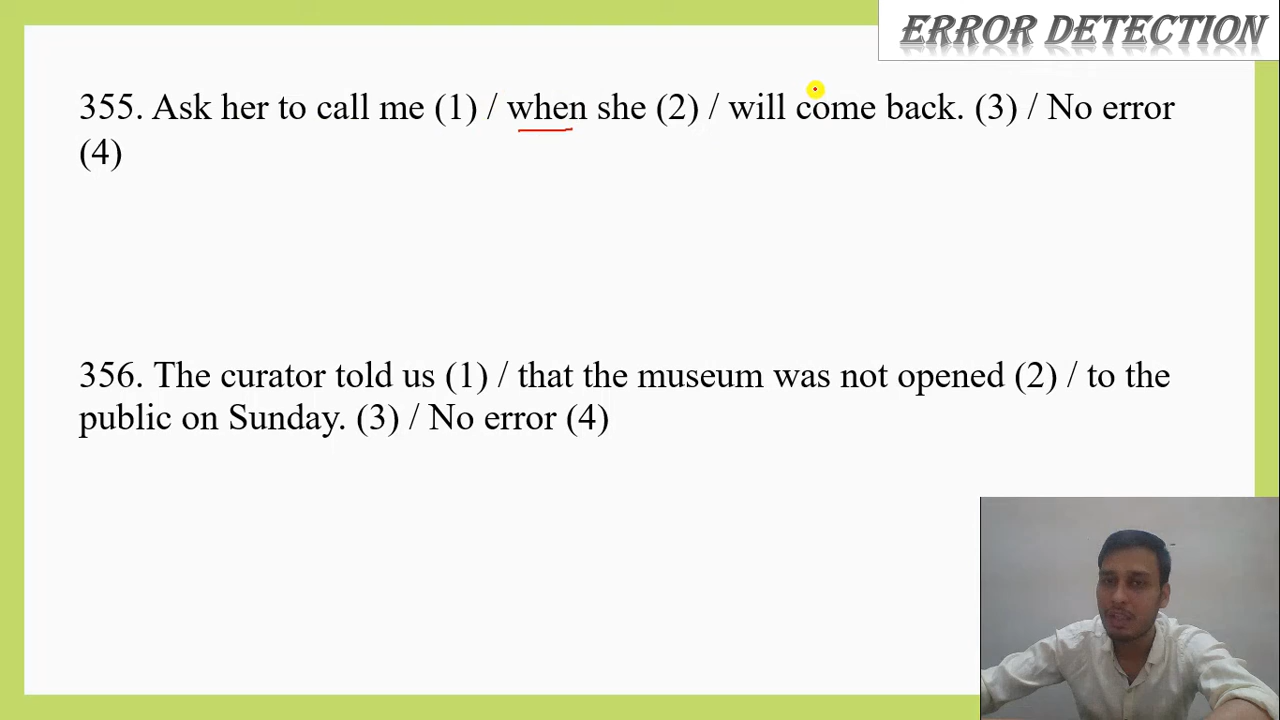 ERROR DETECTION
355. Ask her to call me (1) / when she (2) / will come back. (3) / No error
(4)
356. The curator told us (1) / that the museum was not opened (2) / to the
public on Sunday. (3) / No error (4)